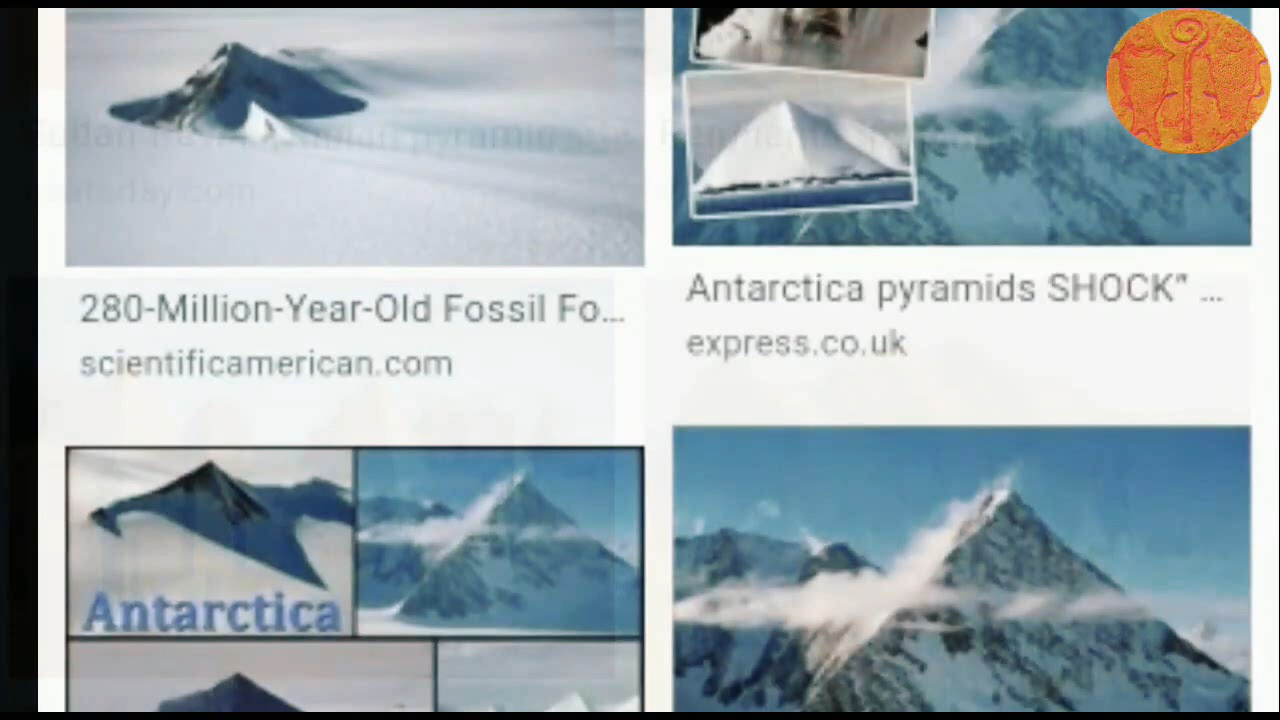 280-Million-Year-Old Fossil Fo...
scientificamerican.com
Antarctica pyramids SHOCK" ...
express.co.uk
Antarctica